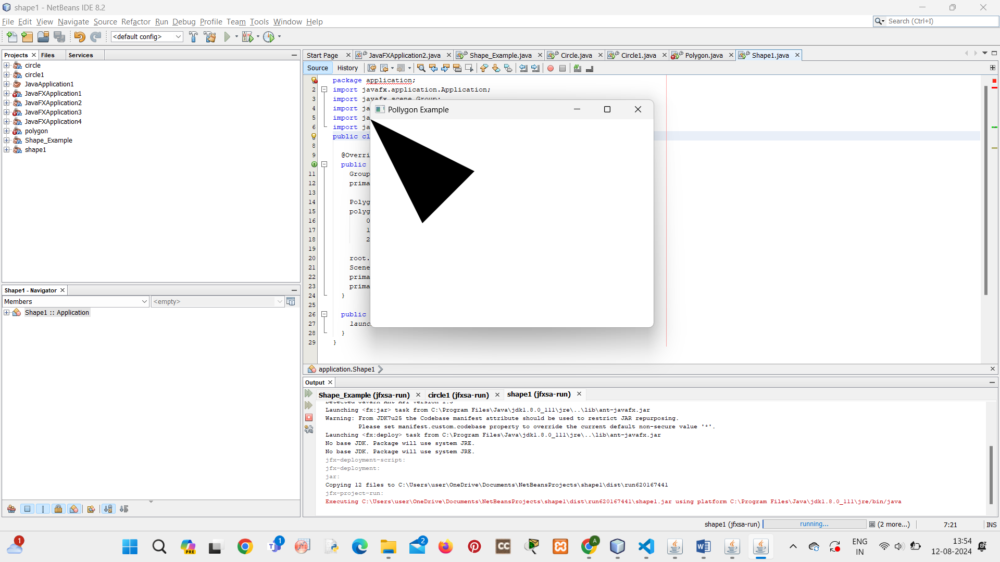 shape1 - NetBeans IDE 8.2
File Edit View Navigate Source Refactor Run Debug Profile Team Tools Window Help
Search (Ctrl+I)
<default config>
Projects Files Services
circle
circle1
JavaApplication1
JavaFXApplication1
JavaFXApplication2
JavaFXApplication3
JavaFXApplication4
polygon
Shape_Example
shape1
Shape1 - Navigator
Members <empty>
Shape1 :: Application
Start Page JavaFXApplication2.java Shape_Example.java Circle.java Circle1.java Polygon.java Shape1.java
Source History
package application;
2 import javafx.application.Application;
3 import javafx.scene.Group;
4 import ja
5 import ja
6 import ja
public cl
8
9 @Overri
public
11 Group
12 prima
13
14 Polyg
15 polyg
16 0
17 1
18 2
19
20 root.
21 Scene
22 prima
23 prima
24 }
25
26 public
27 launc
28 }
29 }
Pollygon Example
application.Shape1
Output
Shape_Example (jfxsa-run) circle1 (jfxsa-run) shape1 (jfxsa-run)
Detected JavaFX Ant API version 1.3
Launching <fx:jar> task from C:\Program Files\Java\jdk1.8.0_111\jre\..\lib\ant-javafx.jar
Warning: From JDK7u25 the Codebase manifest attribute should be used to restrict JAR repurposing.
Please set manifest.custom.codebase property to override the current default non-secure value '*'.
Launching <fx:deploy> task from C:\Program Files\Java\jdk1.8.0_111\jre\..\lib\ant-javafx.jar
No base JDK. Package will use system JRE.
No base JDK. Package will use system JRE.
jfx-deployment-script:
jfx-deployment:
jar:
Copying 12 files to C:\Users\user\OneDrive\Documents\NetBeansProjects\shape1\dist\run620167441
jfx-project-run:
Executing C:\Users\user\OneDrive\Documents\NetBeansProjects\shape1\dist\run620167441\shape1.jar using platform C:\Program Files\Java\jdk1.8.0_111\jre/bin/java
shape1 (jfxsa-run) running... (2 more...) 7:21 INS
1
PRE
1
2
CC
A
ENG
IN
13:54
12-08-2024